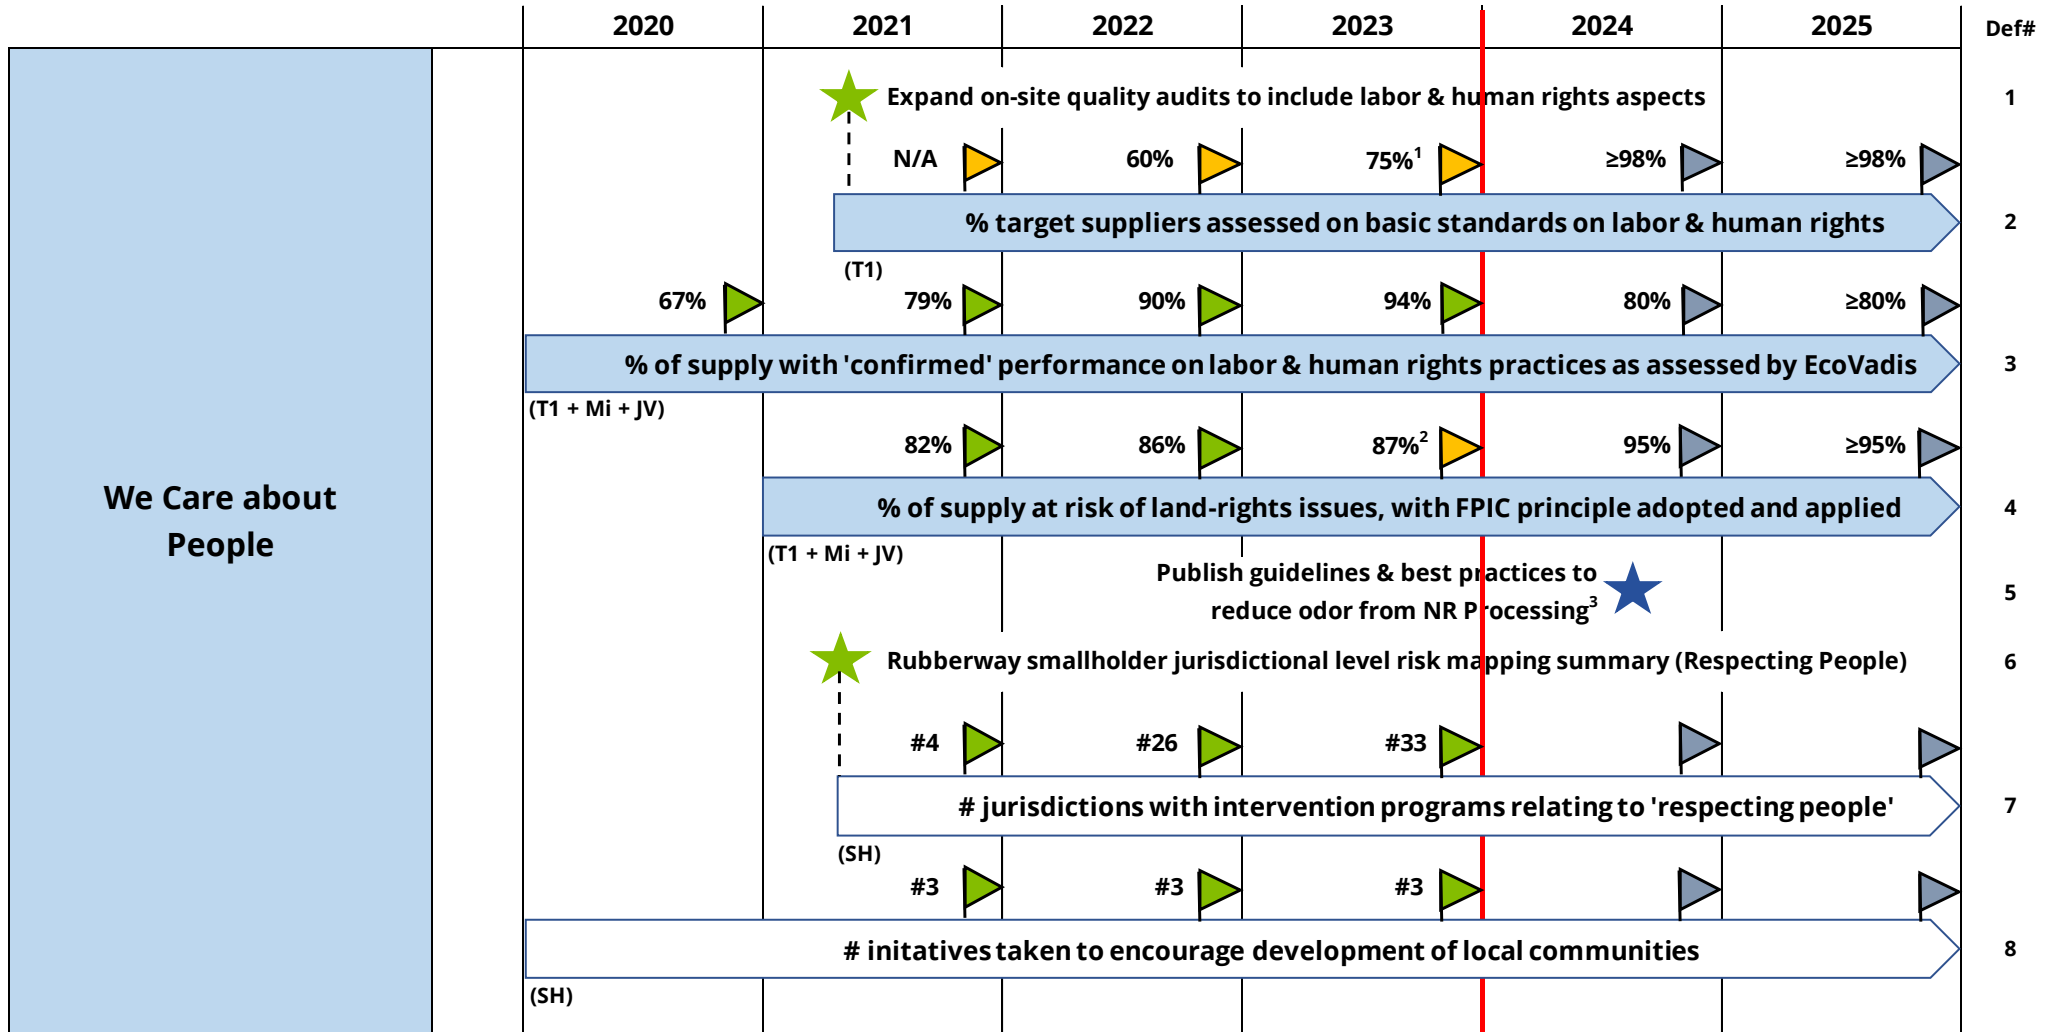 2020 2021 2022 2023 2024 2025 Def#
Expand on-site quality audits to include labor & human rights aspects 1
N/A 60% 75%1 ≥98% ≥98%
% target suppliers assessed on basic standards on labor & human rights 2
(T1)
67% 79% 90% 94% 80% ≥80%
% of supply with 'confirmed' performance on labor & human rights practices as assessed by EcoVadis 3
(T1 + Mi + JV)
82% 86% 87%2 95% ≥95%
We Care about
People
% of supply at risk of land-rights issues, with FPIC principle adopted and applied 4
(T1 + Mi + JV)
Publish guidelines & best practices to
reduce odor from NR Processing3 5
Rubberway smallholder jurisdictional level risk mapping summary (Respecting People) 6
#4 #26 #33
# jurisdictions with intervention programs relating to 'respecting people' 7
(SH)
#3 #3 #3
# initatives taken to encourage development of local communities 8
(SH)